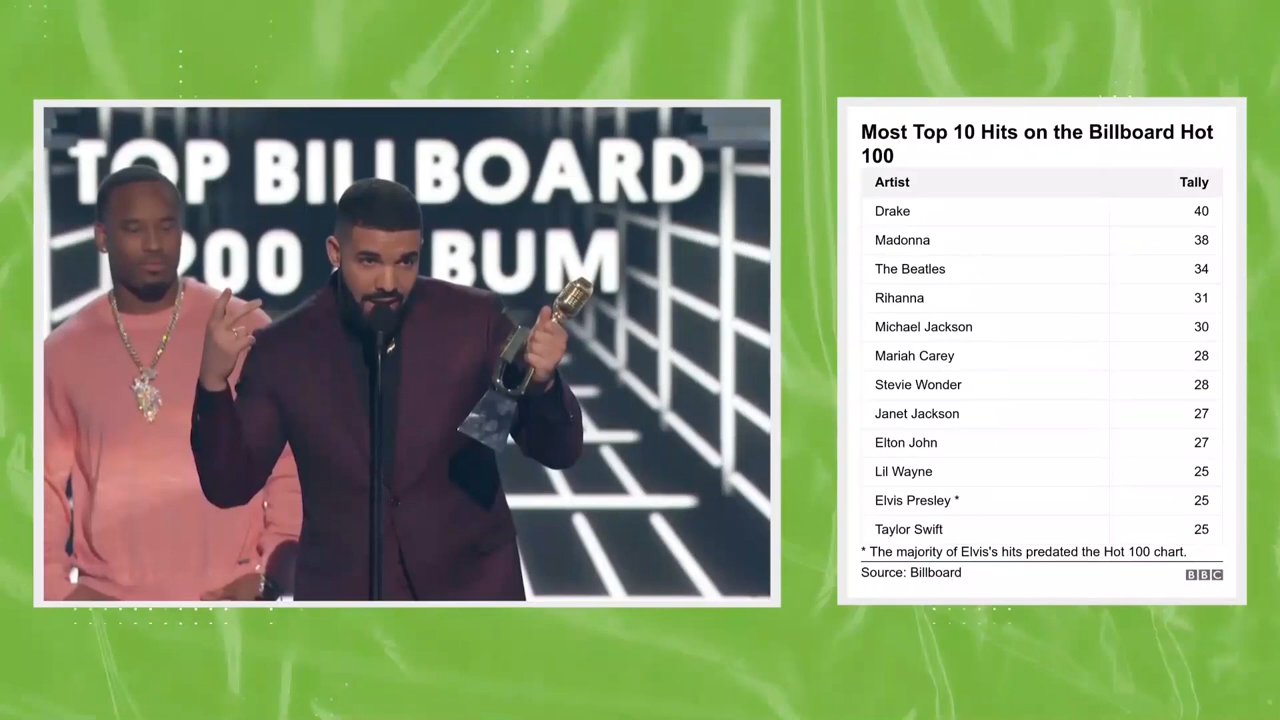 TOP BILLBOARD
200 ALBUM
Most Top 10 Hits on the Billboard Hot
100
Artist Tally
Drake 40
Madonna 38
The Beatles 34
Rihanna 31
Michael Jackson 30
Mariah Carey 28
Stevie Wonder 28
Janet Jackson 27
Elton John 27
Lil Wayne 25
Elvis Presley * 25
Taylor Swift 25
* The majority of Elvis's hits predated the Hot 100 chart.
Source: Billboard BBC